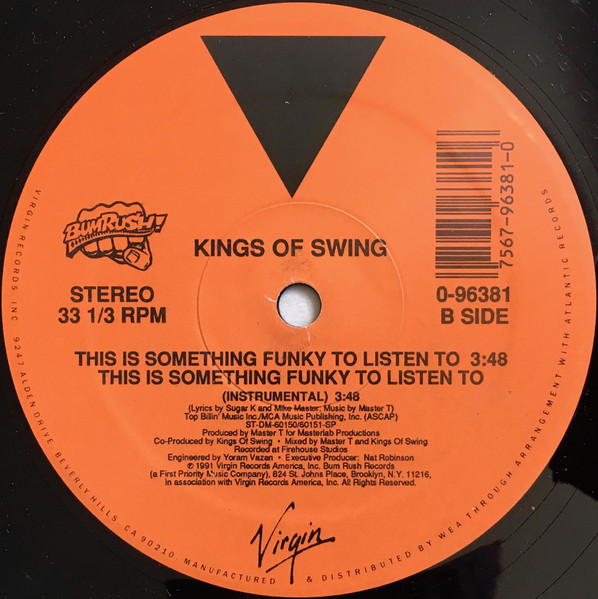 BUMRUSH!
KINGS OF SWING
7567-96381-0
STEREO
33 1/3 RPM
0-96381
B SIDE
THIS IS SOMETHING FUNKY TO LISTEN TO 3:48
THIS IS SOMETHING FUNKY TO LISTEN TO
(INSTRUMENTAL) 3:48
(Lyrics by Sugar K and Mike Master; Music by Master T)
Top Billin' Music Inc./MCA Music Publishing, Inc. (ASCAP)
ST-DM-60150/60151-SP
Produced by Master T for Masterlab Productions
Co-Produced by Kings Of Swing • Mixed by Master T and Kings Of Swing
Recorded at Firehouse Studios
Engineered by Yoram Vazan • Executive Producer: Nat Robinson
℗ 1991 Virgin Records America, Inc. Bum Rush Records
(a First Priority Music Company), 824 St. Johns Place, Brooklyn, N.Y. 11216,
in association with Virgin Records America, Inc. All Rights Reserved.
Virgin
VIRGIN RECORDS, INC. 9247 ALDEN DRIVE, BEVERLY HILLS, CA 90210 MANUFACTURED & DISTRIBUTED BY WEA THROUGH ARRANGEMENT WITH ATLANTIC RECORDS